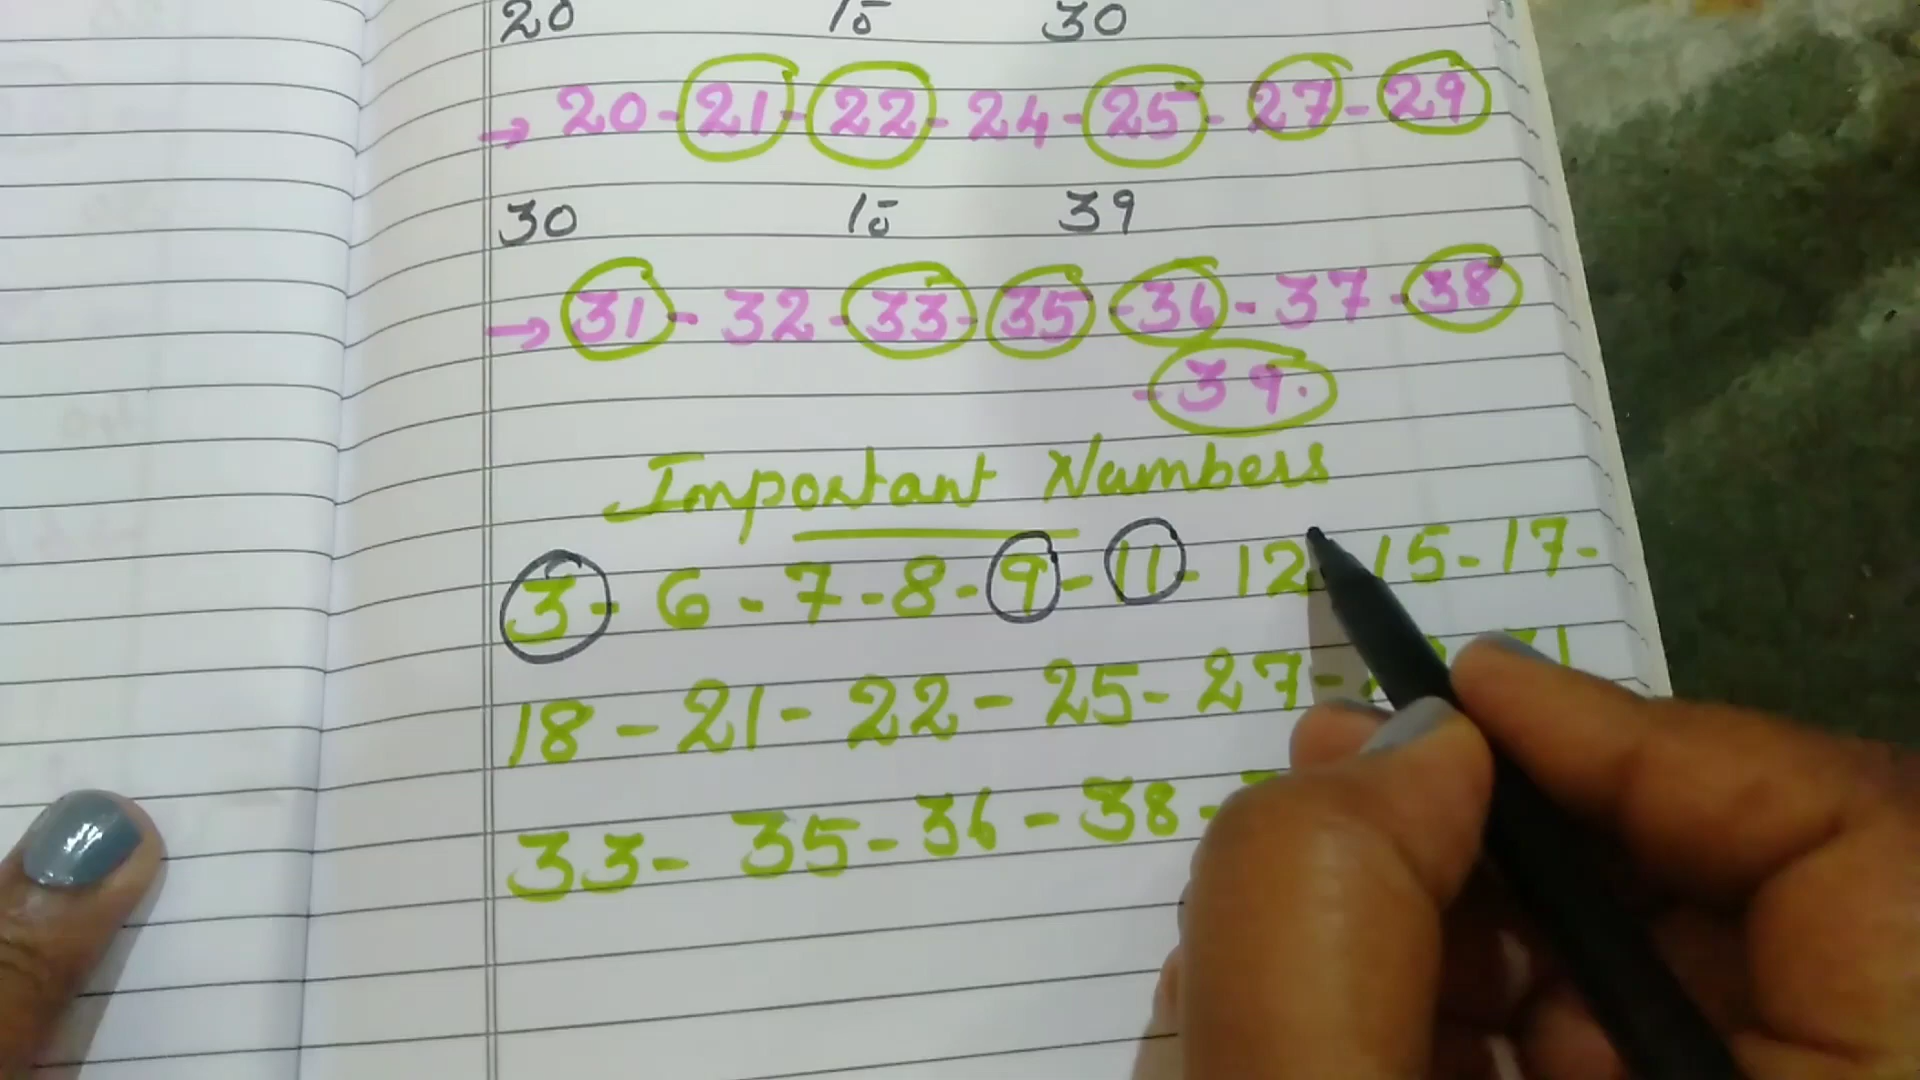 20 15 30
→ 20 - 21 - 22 - 24 - 25 - 27 - 29
30 15 39
→ 31 - 32 - 33 - 35 - 36 - 37 - 38
- 39.
Important Numbers
3 - 6 - 7 - 8 - 9 - 11 - 12 - 15 - 17 -
18 - 21 - 22 - 25 - 27 - 31
33 - 35 - 36 - 38 -